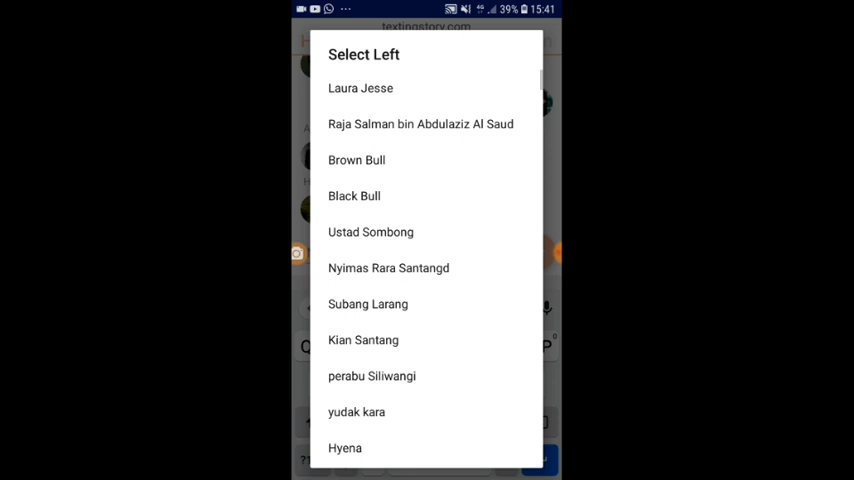 39% 15:41
textingstory.com
Select Left
Laura Jesse
Raja Salman bin Abdulaziz Al Saud
Brown Bull
Black Bull
Ustad Sombong
Nyimas Rara Santangd
Subang Larang
Kian Santang
perabu Siliwangi
yudak kara
Hyena